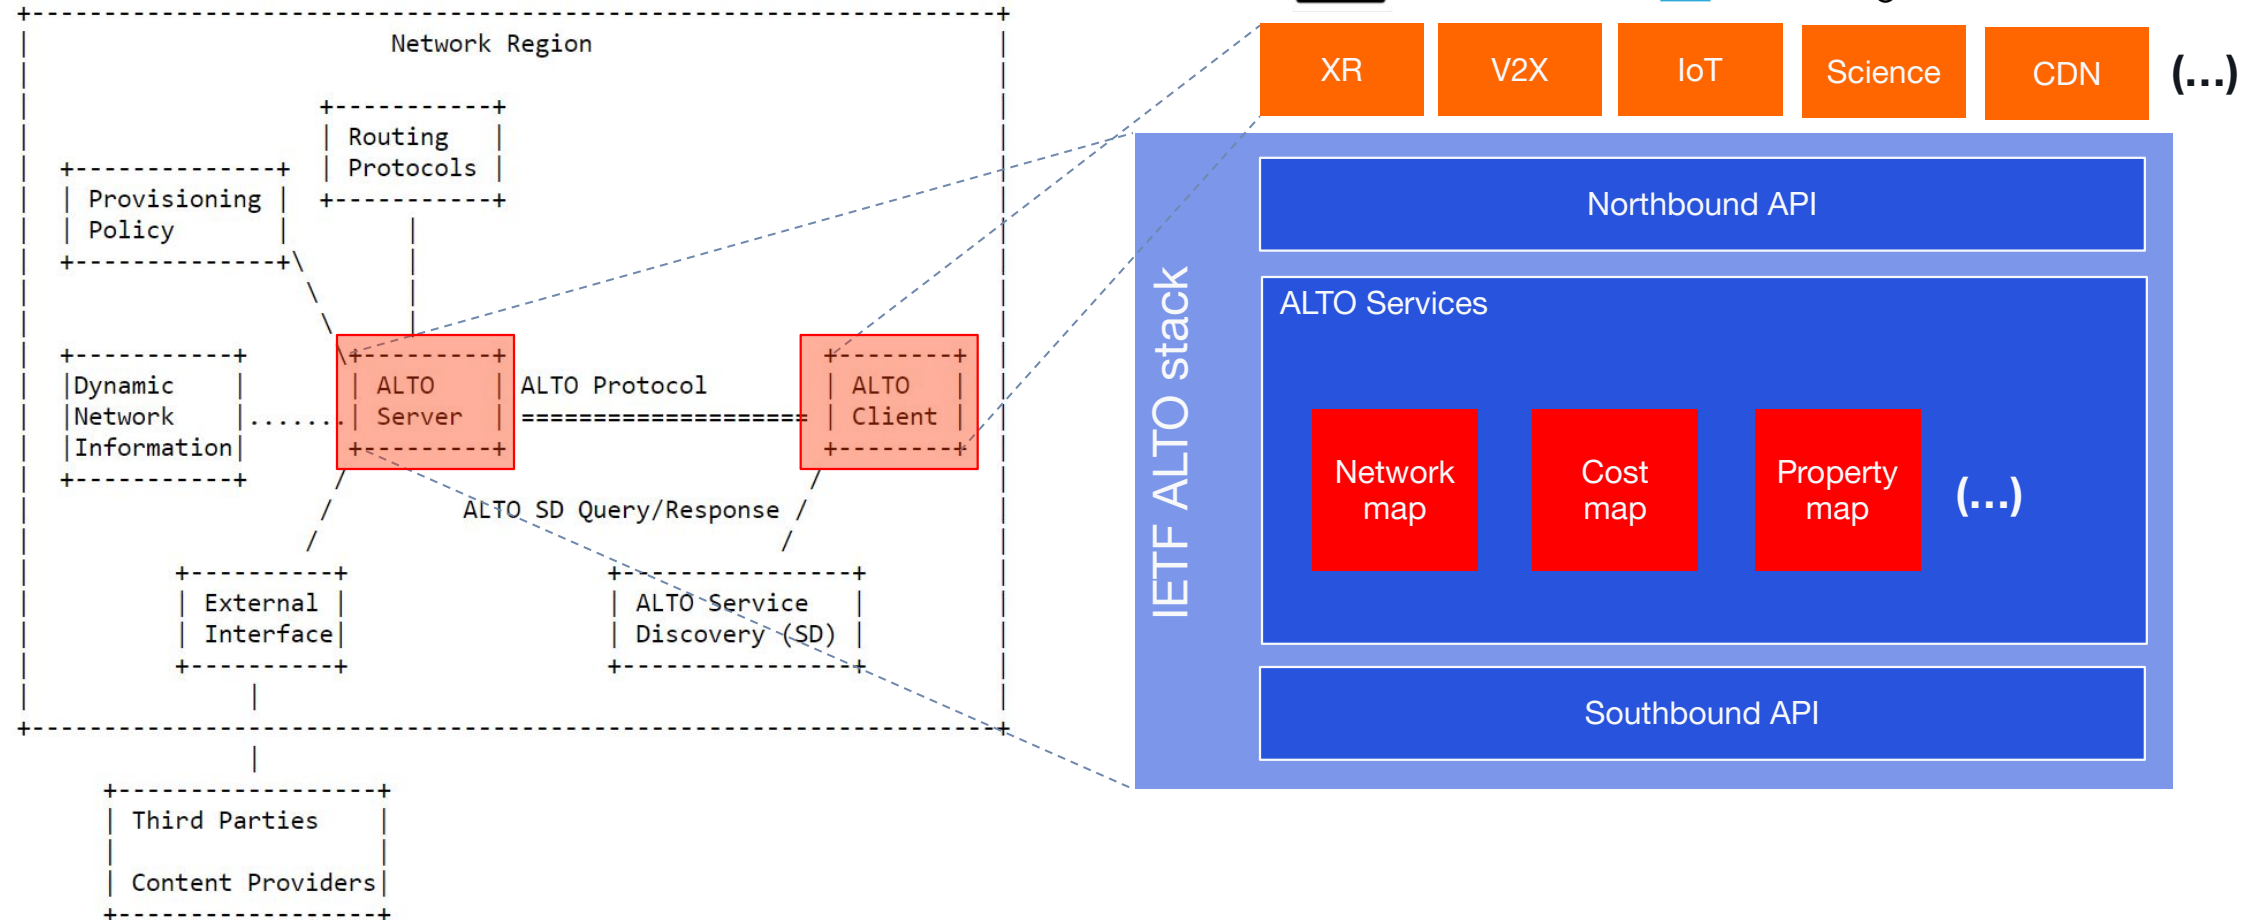 Network Region
Routing
Protocols
Provisioning
Policy
Dynamic
Network
Information
ALTO
Server
ALTO Protocol
====================
ALTO
Client
ALTO SD Query/Response
External
Interface
ALTO Service
Discovery (SD)
Third Parties
Content Providers
XR
V2X
IoT
Science
CDN
(...)
IETF ALTO stack
Northbound API
ALTO Services
Network
map
Cost
map
Property
map
(...)
Southbound API